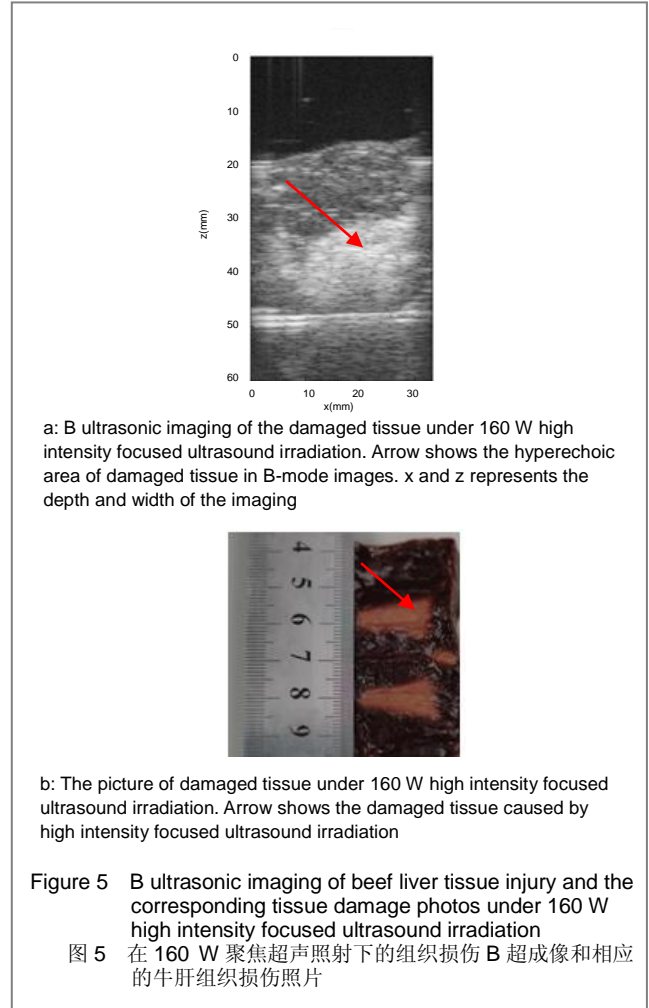 0
10
20
30
40
50
60
z(mm)
0 10 20 30
x(mm)
a: B ultrasonic imaging of the damaged tissue under 160 W high
intensity focused ultrasound irradiation. Arrow shows the hyperechoic
area of damaged tissue in B-mode images. x and z represents the
depth and width of the imaging
4
5
6
7
8
9
b: The picture of damaged tissue under 160 W high intensity focused
ultrasound irradiation. Arrow shows the damaged tissue caused by
high intensity focused ultrasound irradiation
Figure 5 B ultrasonic imaging of beef liver tissue injury and the
corresponding tissue damage photos under 160 W
high intensity focused ultrasound irradiation
图 5 在 160 W 聚焦超声照射下的组织损伤 B 超成像和相应
的牛肝组织损伤照片